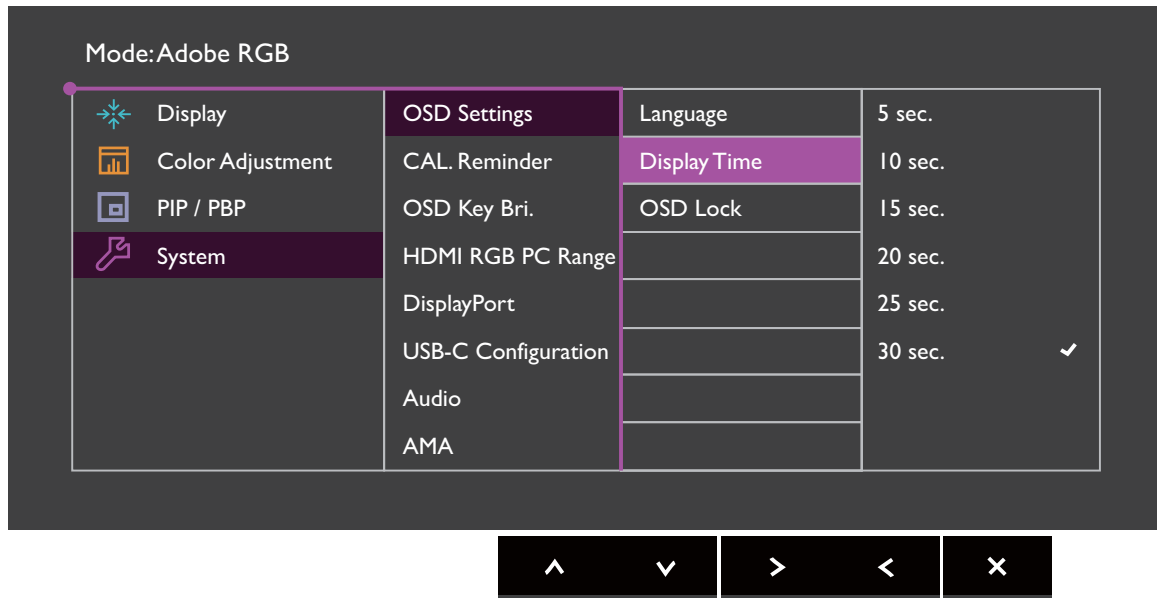 Mode: Adobe RGB
Display
Color Adjustment
PIP / PBP
System
OSD Settings
CAL. Reminder
OSD Key Bri.
HDMI RGB PC Range
DisplayPort
USB-C Configuration
Audio
AMA
Language
Display Time
OSD Lock
5 sec.
10 sec.
15 sec.
20 sec.
25 sec.
30 sec.